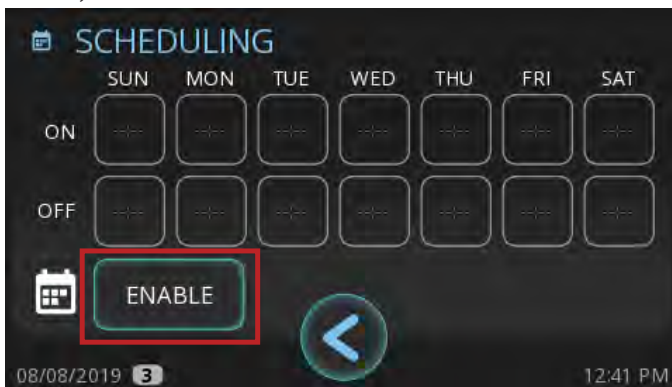 SCHEDULING
SUN MON TUE WED THU FRI SAT
ON --:-- --:-- --:-- --:-- --:-- --:-- --:--
OFF --:-- --:-- --:-- --:-- --:-- --:-- --:--
ENABLE
08/08/2019 3 12:41 PM